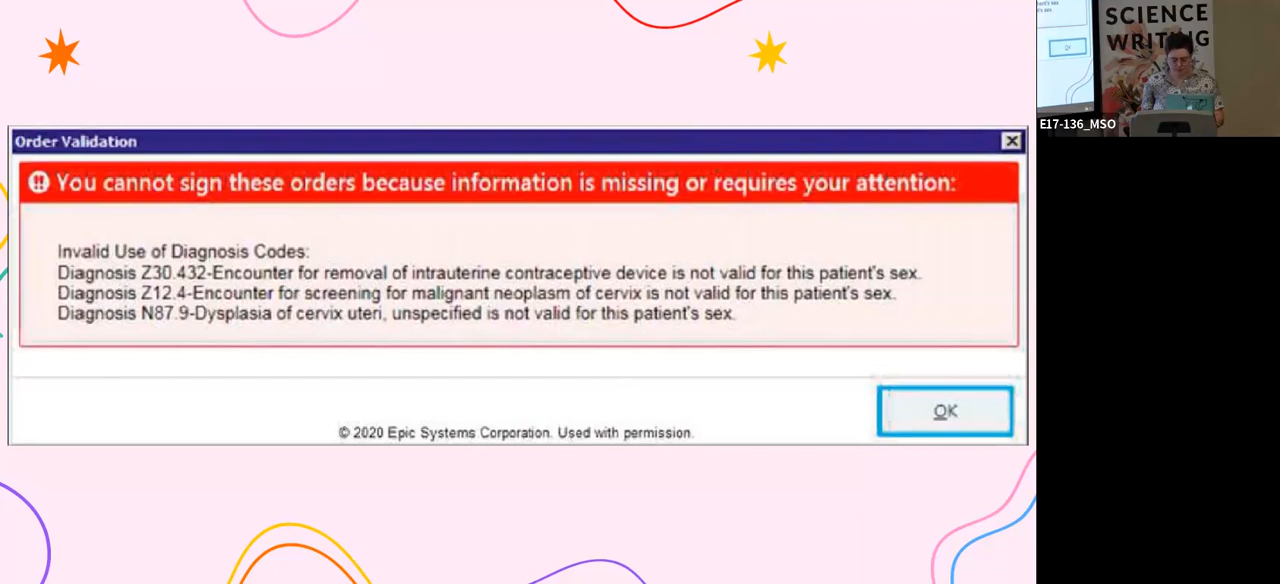 Order Validation
You cannot sign these orders because information is missing or requires your attention:
Invalid Use of Diagnosis Codes:
Diagnosis Z30.432-Encounter for removal of intrauterine contraceptive device is not valid for this patient's sex.
Diagnosis Z12.4-Encounter for screening for malignant neoplasm of cervix is not valid for this patient's sex.
Diagnosis N87.9-Dysplasia of cervix uteri, unspecified is not valid for this patient's sex.
OK
© 2020 Epic Systems Corporation. Used with permission.
SCIENCE
WRITING
OK
E17-136_MSO